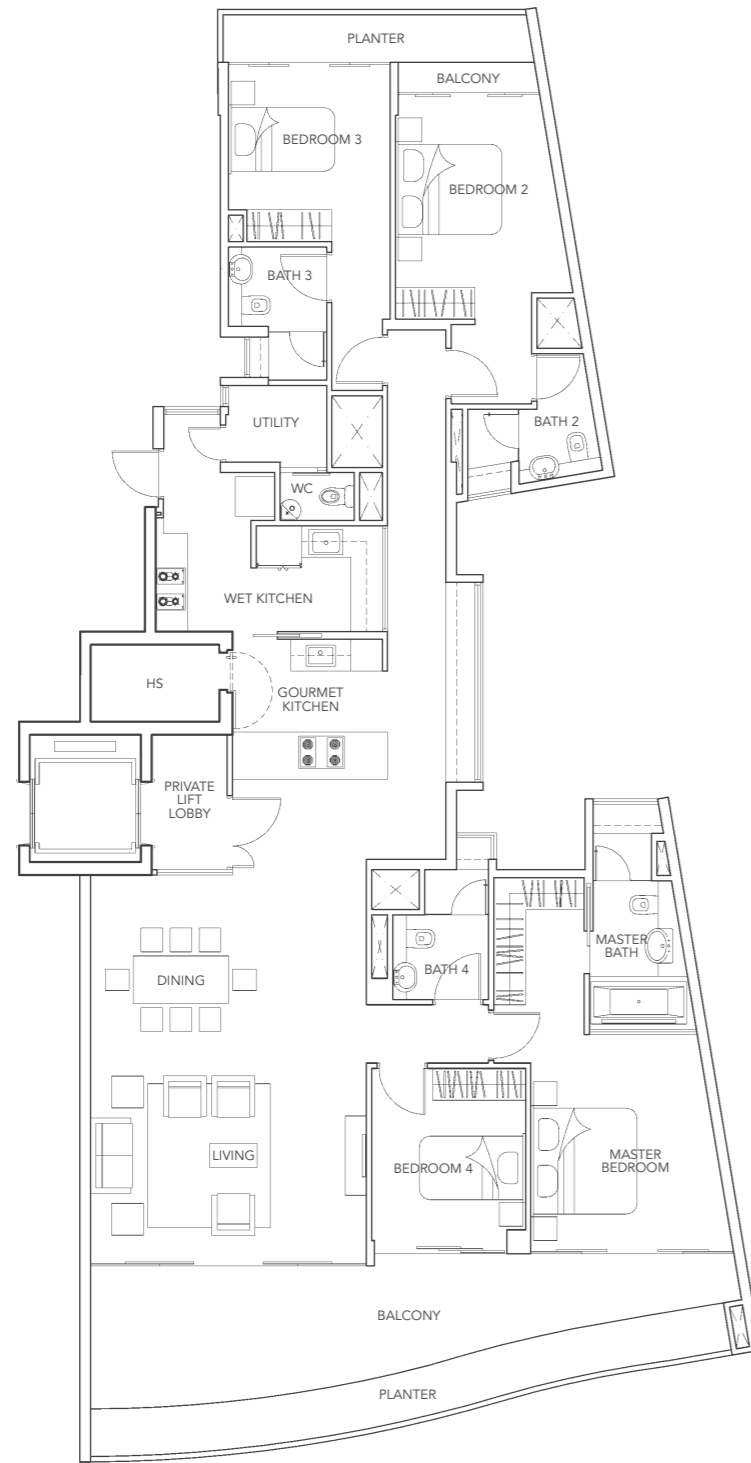 PLANTER
BALCONY
BEDROOM 3
BEDROOM 2
BATH 3
UTILITY
BATH 2
WC
WET KITCHEN
HS
GOURMET
KITCHEN
PRIVATE
LIFT
LOBBY
MASTER
BATH
BATH 4
DINING
LIVING
BEDROOM 4
MASTER
BEDROOM
BALCONY
PLANTER